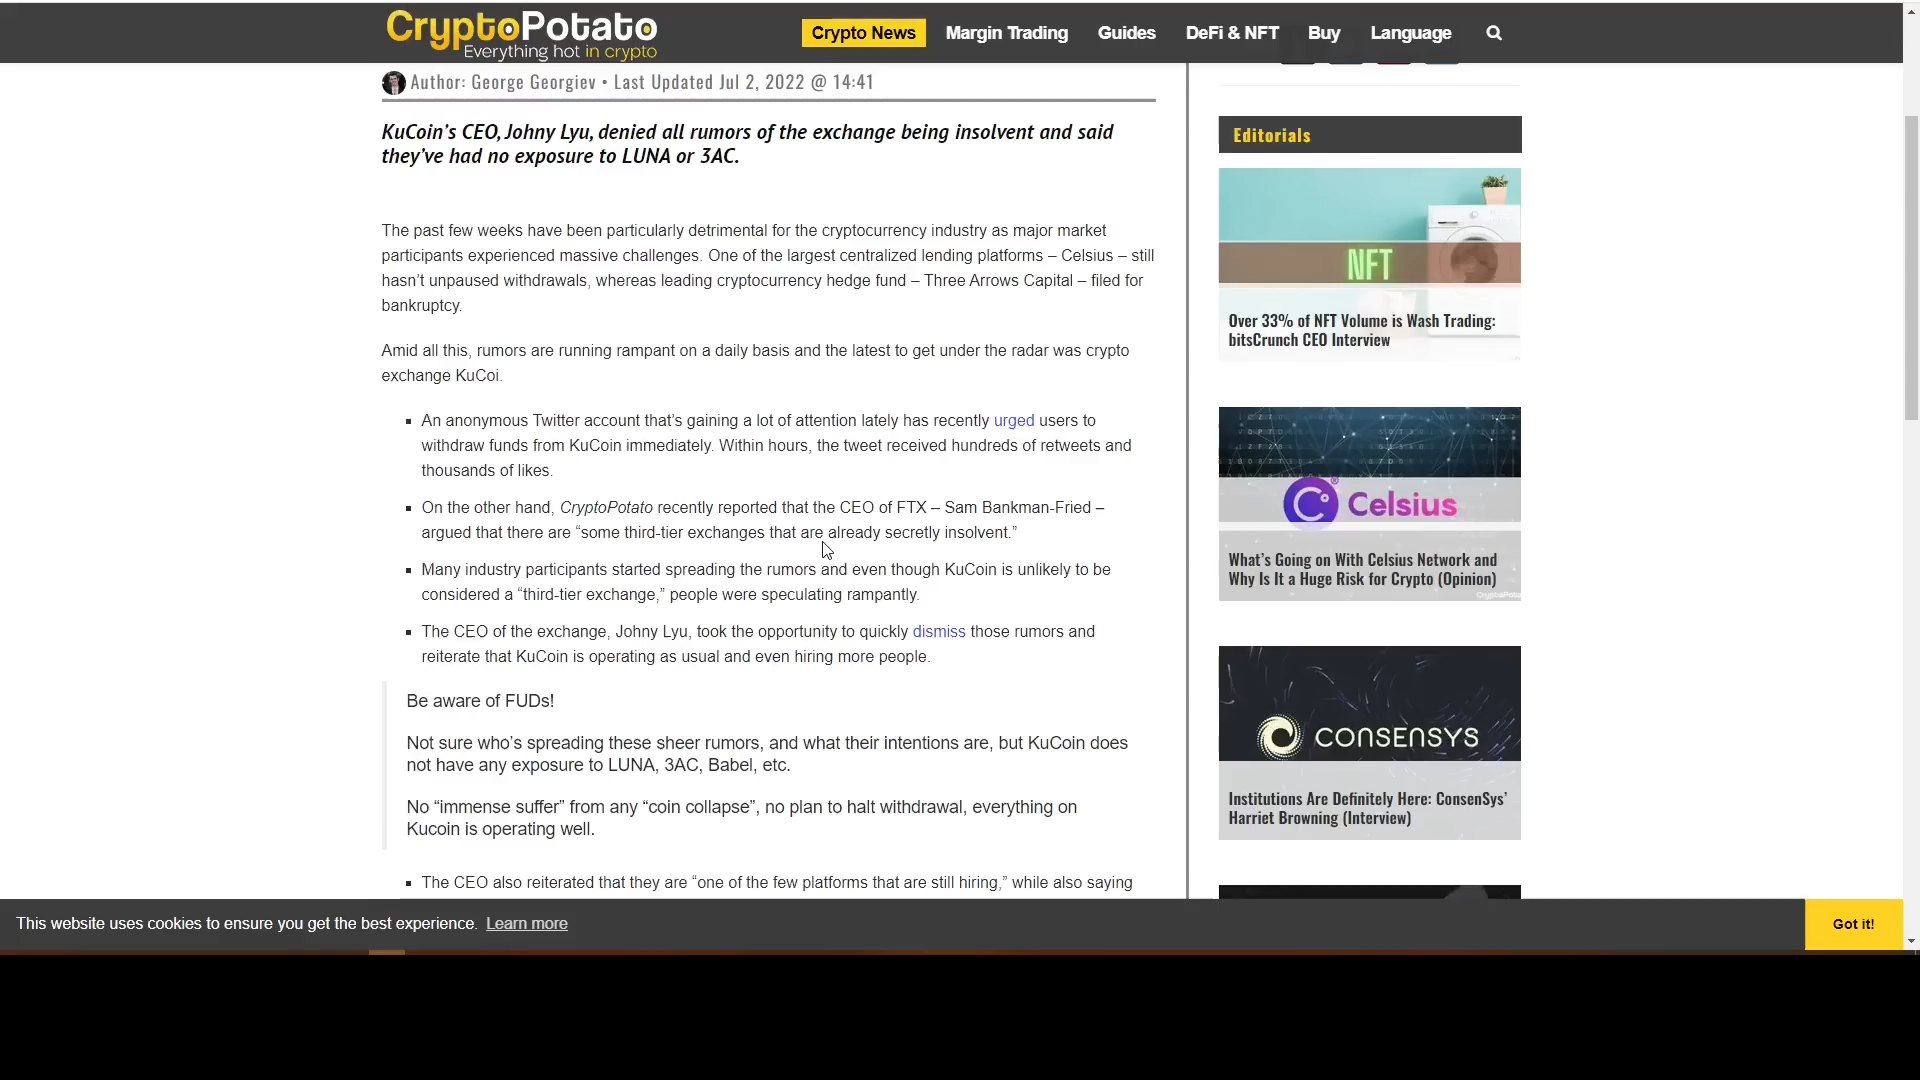 CryptoPotato
Everything hot in crypto
Crypto News
Margin Trading
Guides
DeFi & NFT
Buy
Language
Author: George Georgiev • Last Updated Jul 2, 2022 @ 14:41
KuCoin’s CEO, Johny Lyu, denied all rumors of the exchange being insolvent and said
they’ve had no exposure to LUNA or 3AC.
The past few weeks have been particularly detrimental for the cryptocurrency industry as major market
participants experienced massive challenges. One of the largest centralized lending platforms – Celsius – still
hasn’t unpaused withdrawals, whereas leading cryptocurrency hedge fund – Three Arrows Capital – filed for
bankruptcy.
Amid all this, rumors are running rampant on a daily basis and the latest to get under the radar was crypto
exchange KuCoi.
An anonymous Twitter account that’s gaining a lot of attention lately has recently urged users to
withdraw funds from KuCoin immediately. Within hours, the tweet received hundreds of retweets and
thousands of likes.
On the other hand, CryptoPotato recently reported that the CEO of FTX – Sam Bankman-Fried –
argued that there are “some third-tier exchanges that are already secretly insolvent.”
Many industry participants started spreading the rumors and even though KuCoin is unlikely to be
considered a “third-tier exchange,” people were speculating rampantly.
The CEO of the exchange, Johny Lyu, took the opportunity to quickly dismiss those rumors and
reiterate that KuCoin is operating as usual and even hiring more people.
Be aware of FUDs!
Not sure who’s spreading these sheer rumors, and what their intentions are, but KuCoin does
not have any exposure to LUNA, 3AC, Babel, etc.
No “immense suffer” from any “coin collapse”, no plan to halt withdrawal, everything on
Kucoin is operating well.
The CEO also reiterated that they are “one of the few platforms that are still hiring,” while also saying
Editorials
NFT
Over 33% of NFT Volume is Wash Trading:
bitsCrunch CEO Interview
Celsius
What’s Going on With Celsius Network and
Why Is It a Huge Risk for Crypto (Opinion)
CONSENSYS
Institutions Are Definitely Here: ConsenSys’
Harriet Browning (Interview)
This website uses cookies to ensure you get the best experience. Learn more
Got it!